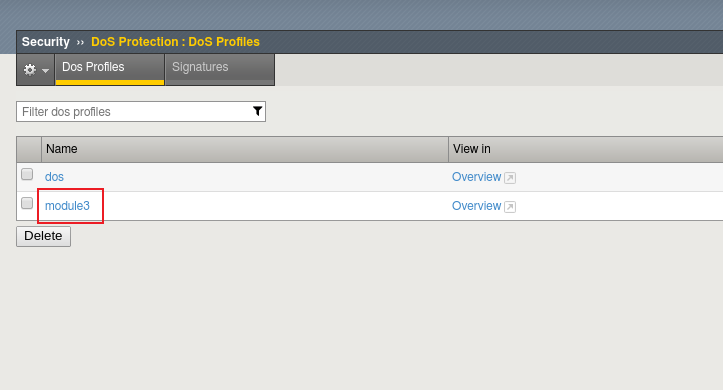 Security ›› DoS Protection : DoS Profiles
Dos Profiles Signatures
Filter dos profiles
Name View in
dos Overview
module3 Overview
Delete